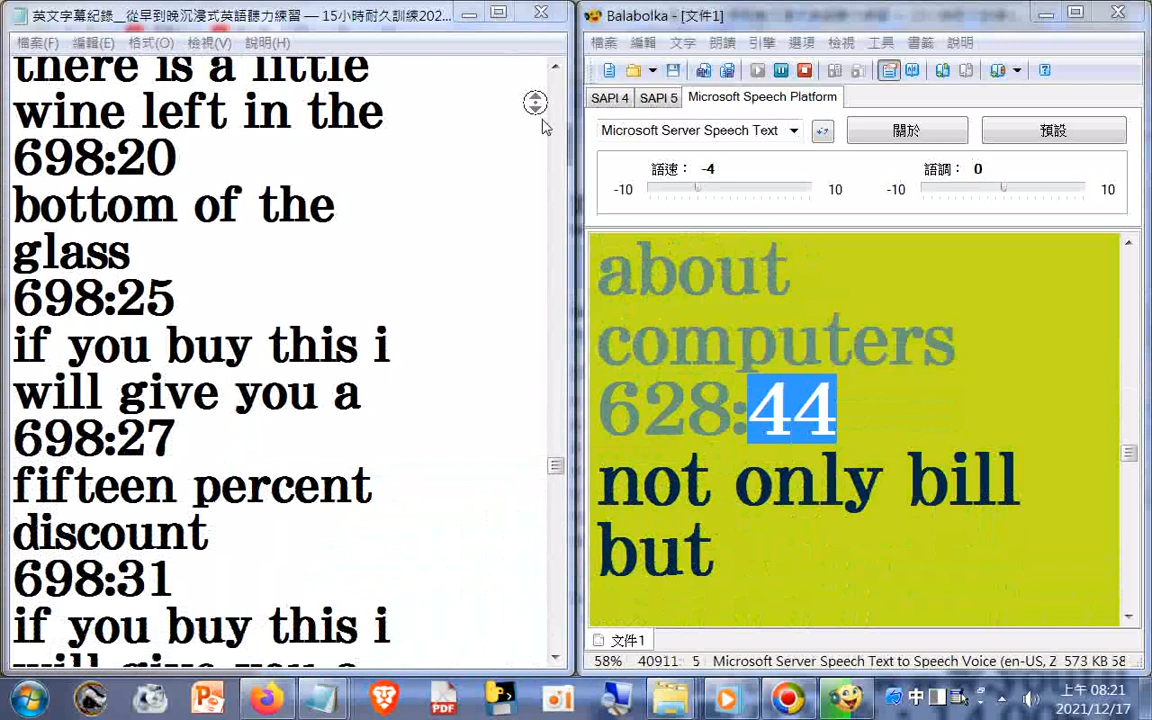 英文字幕紀錄__從早到晚沉浸式英語聽力練習 — 15小時耐久訓練202...
檔案(F) 編輯(E) 格式(O) 檢視(V) 說明(H)
there is a little
wine left in the
698:20
bottom of the
glass
698:25
if you buy this i
will give you a
698:27
fifteen percent
discount
698:31
if you buy this i
will give you a
Balabolka - [文件1]
檔案 編輯 文字 朗讀 引擎 選項 檢視 工具 書籤 說明
SAPI 4 SAPI 5 Microsoft Speech Platform
Microsoft Server Speech Text 關於 預設
語速： -4 語調： 0
-10 10 -10 10
about
computers
628:44
not only bill
but
文件1
58% 40911: 5 Microsoft Server Speech Text to Speech Voice (en-US, Z 573 KB 58
PDF
中
上午 08:21
2021/12/17